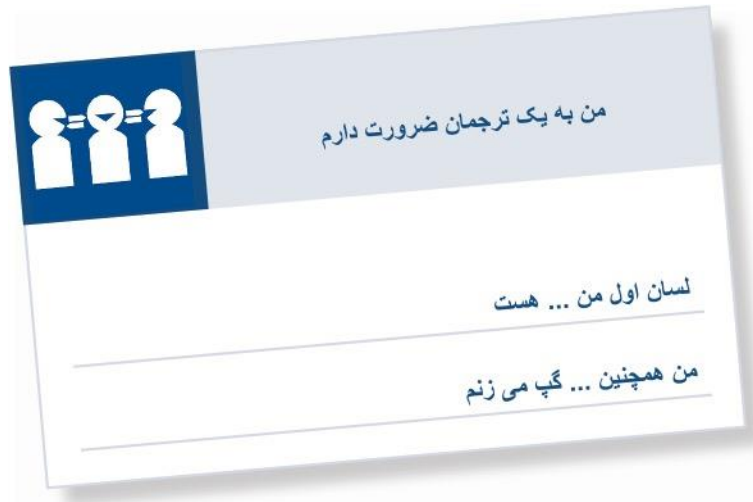 من به یک ترجمان ضرورت دارم
لسان اول من ... هست
من همچنین ... گپ می زنم